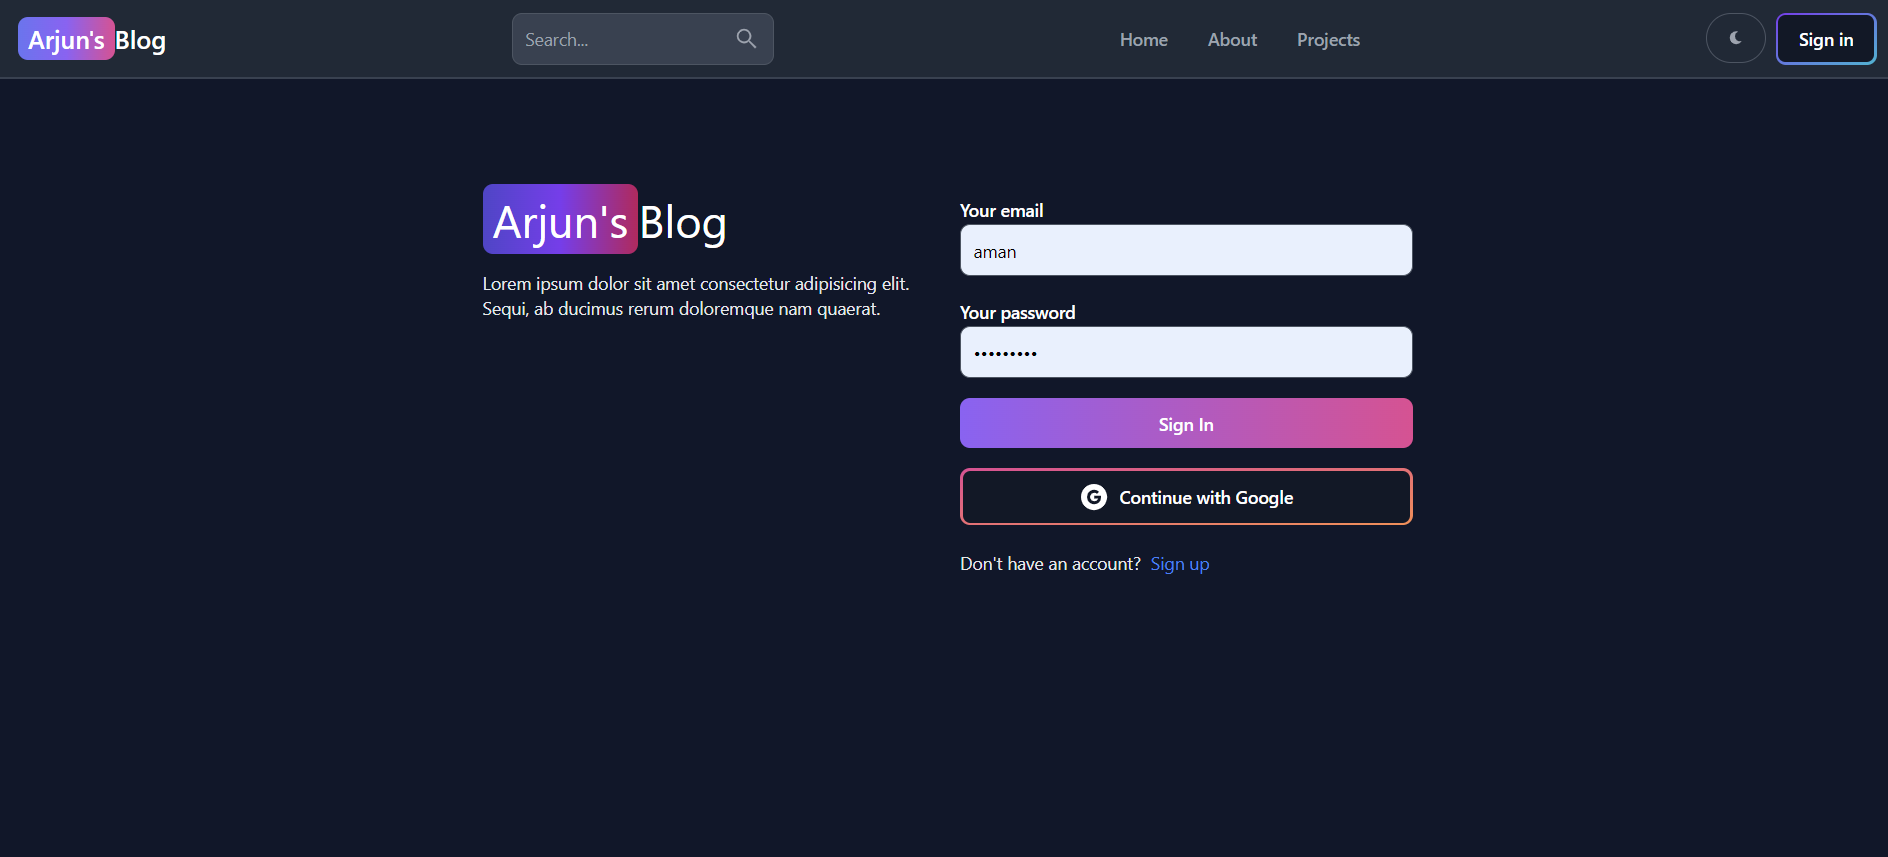 Arjun's Blog
Search...
Home
About
Projects
Sign in
Arjun's Blog
Lorem ipsum dolor sit amet consectetur adipisicing elit.
Sequi, ab ducimus rerum doloremque nam quaerat.
Your email
aman
Your password
•••••••••
Sign In
G Continue with Google
Don't have an account? Sign up